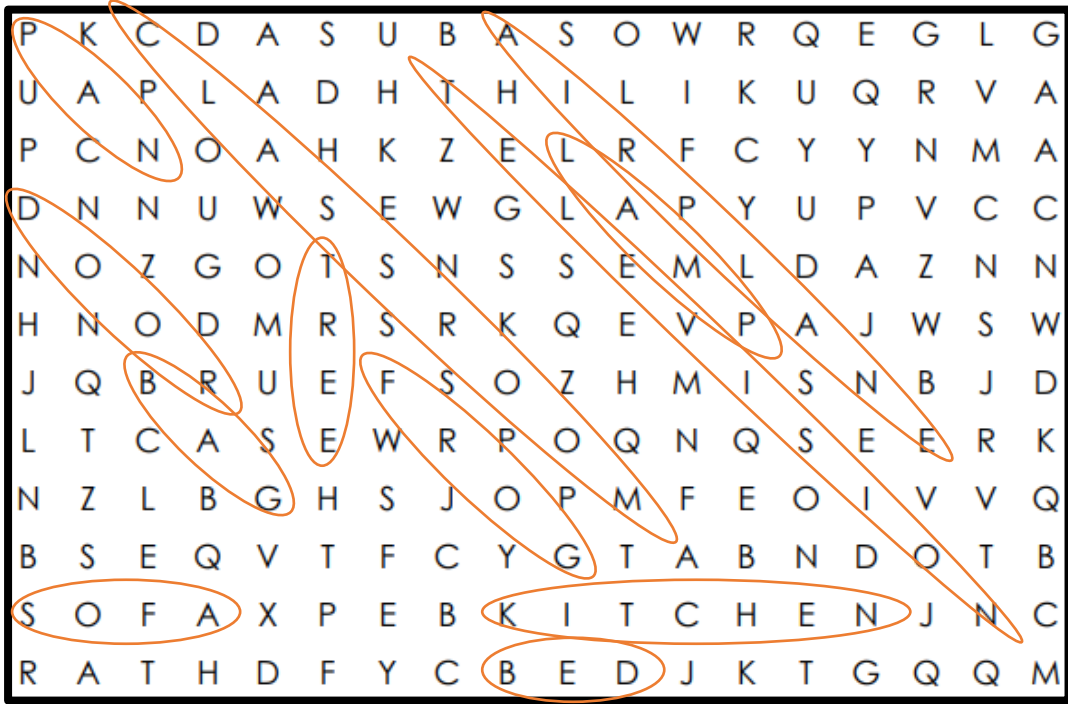 P K C D A S U B A S O W R Q E G L G
U A P L A D H T H I L I K U Q R V A
P C N O A H K Z E L R F C Y Y N M A
D N N U W S E W G L A P Y U P V C C
N O Z G O T S N S S E M L D A Z N N
H N O D M R S R K Q E V P A J W S W
J Q B R U E F S O Z H M I S N B J D
L T C A S E W R P O Q N Q S E E R K
N Z L B G H S J O P M F E O I V V Q
B S E Q V T F C Y G T A B N D O T B
S O F A X P E B K I T C H E N J N C
R A T H D F Y C B E D J K T G Q Q M